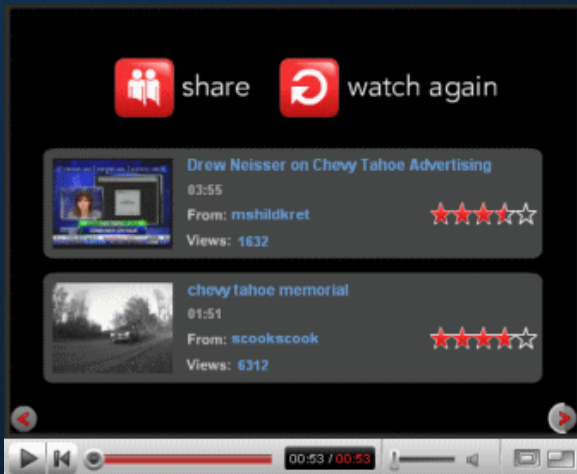 share
watch again
Drew Neisser on Chevy Tahoe Advertising
03:55
From: mshildkret
Views: 1632
chevy tahoe memorial
01:51
From: scookscook
Views: 6312
00:53 / 00:53